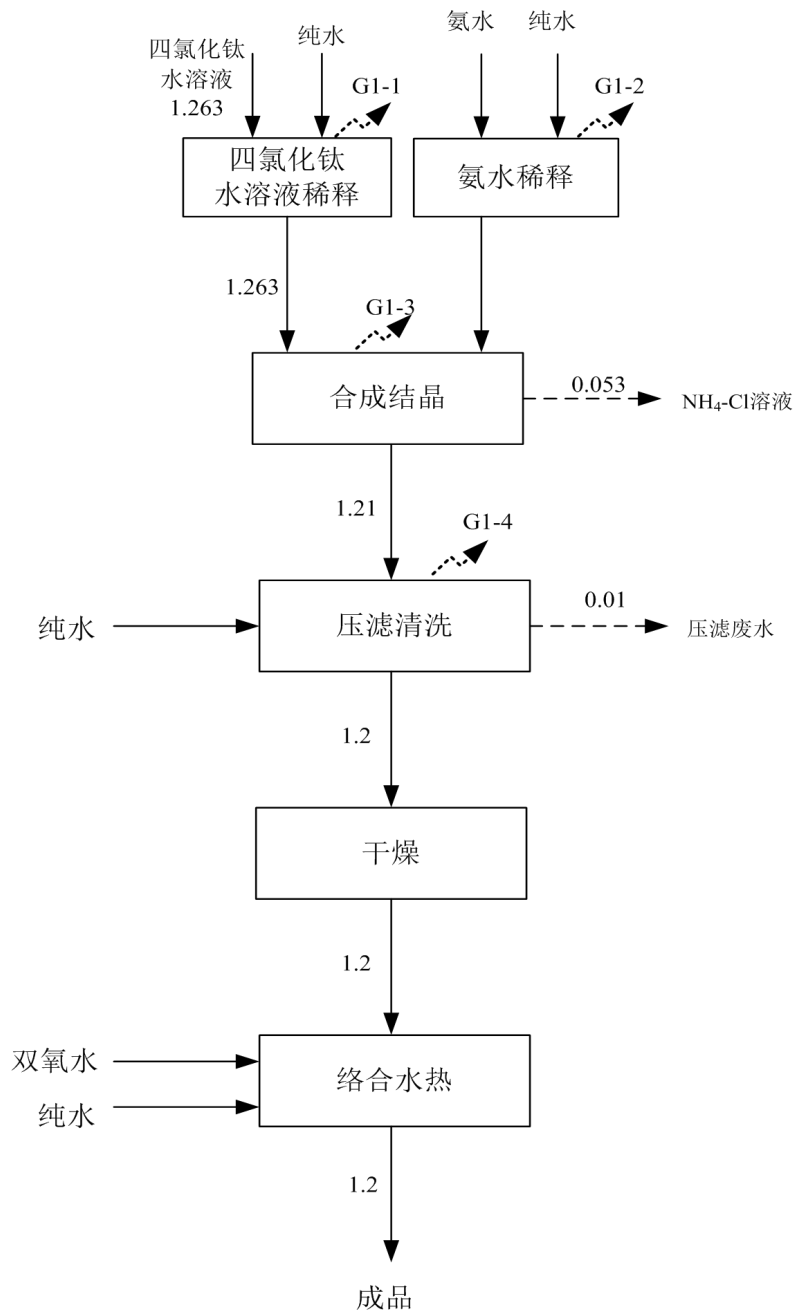 四氯化钛
水溶液
1.263
纯水
G1-1
氨水
纯水
G1-2
四氯化钛
水溶液稀释
氨水稀释
1.263
G1-3
合成结晶
0.053
NH₄-Cl溶液
1.21
G1-4
纯水
压滤清洗
0.01
压滤废水
1.2
干燥
1.2
双氧水
纯水
络合水热
1.2
成品